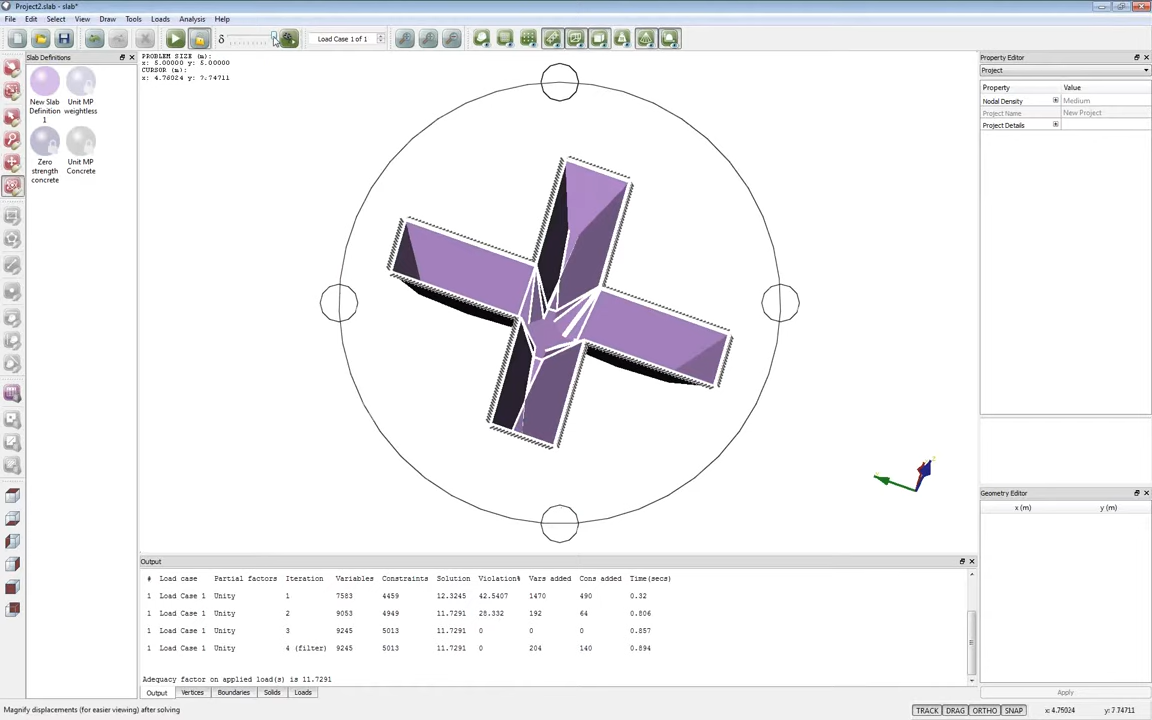 Project2.slab - slab*
File Edit Select View Draw Tools Loads Analysis Help
δ
Load Case 1 of 1
Slab Definitions
New Slab Definition 1
Unit MP weightless
Zero strength concrete
Unit MP Concrete
PROBLEM SIZE (m):
x: 5.00000 y: 5.00000
CURSOR (m):
x: 4.75024 y: 7.74711
Property Editor
Project
Property Value
Nodal Density Medium
Project Name New Project
Project Details
Geometry Editor
x (m) y (m)
Apply
Output
# Load case Partial factors Iteration Variables Constraints Solution Violation% Vars added Cons added Time(secs)
1 Load Case 1 Unity 1 7583 4459 12.3245 42.5407 1470 490 0.32
1 Load Case 1 Unity 2 9053 4949 11.7291 28.332 192 64 0.806
1 Load Case 1 Unity 3 9245 5013 11.7291 0 0 0 0.857
1 Load Case 1 Unity 4 (filter) 9245 5013 11.7291 0 204 140 0.894
Adequacy factor on applied load(s) is 11.7291
Output Vertices Boundaries Solids Loads
Magnify displacements (for easier viewing) after solving
TRACK DRAG ORTHO SNAP x: 4.75024 y: 7.74711